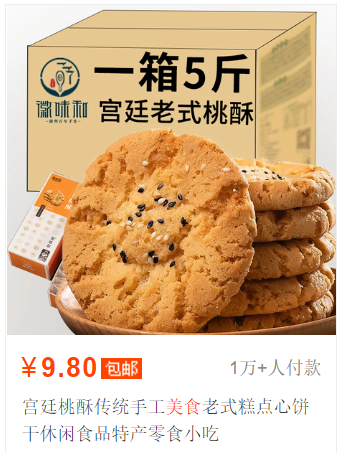 一箱5斤
宫廷老式桃酥
徽味和
¥9.80 包邮
1万+人付款
宫廷桃酥传统手工美食老式糕点心饼
干休闲食品特产零食小吃